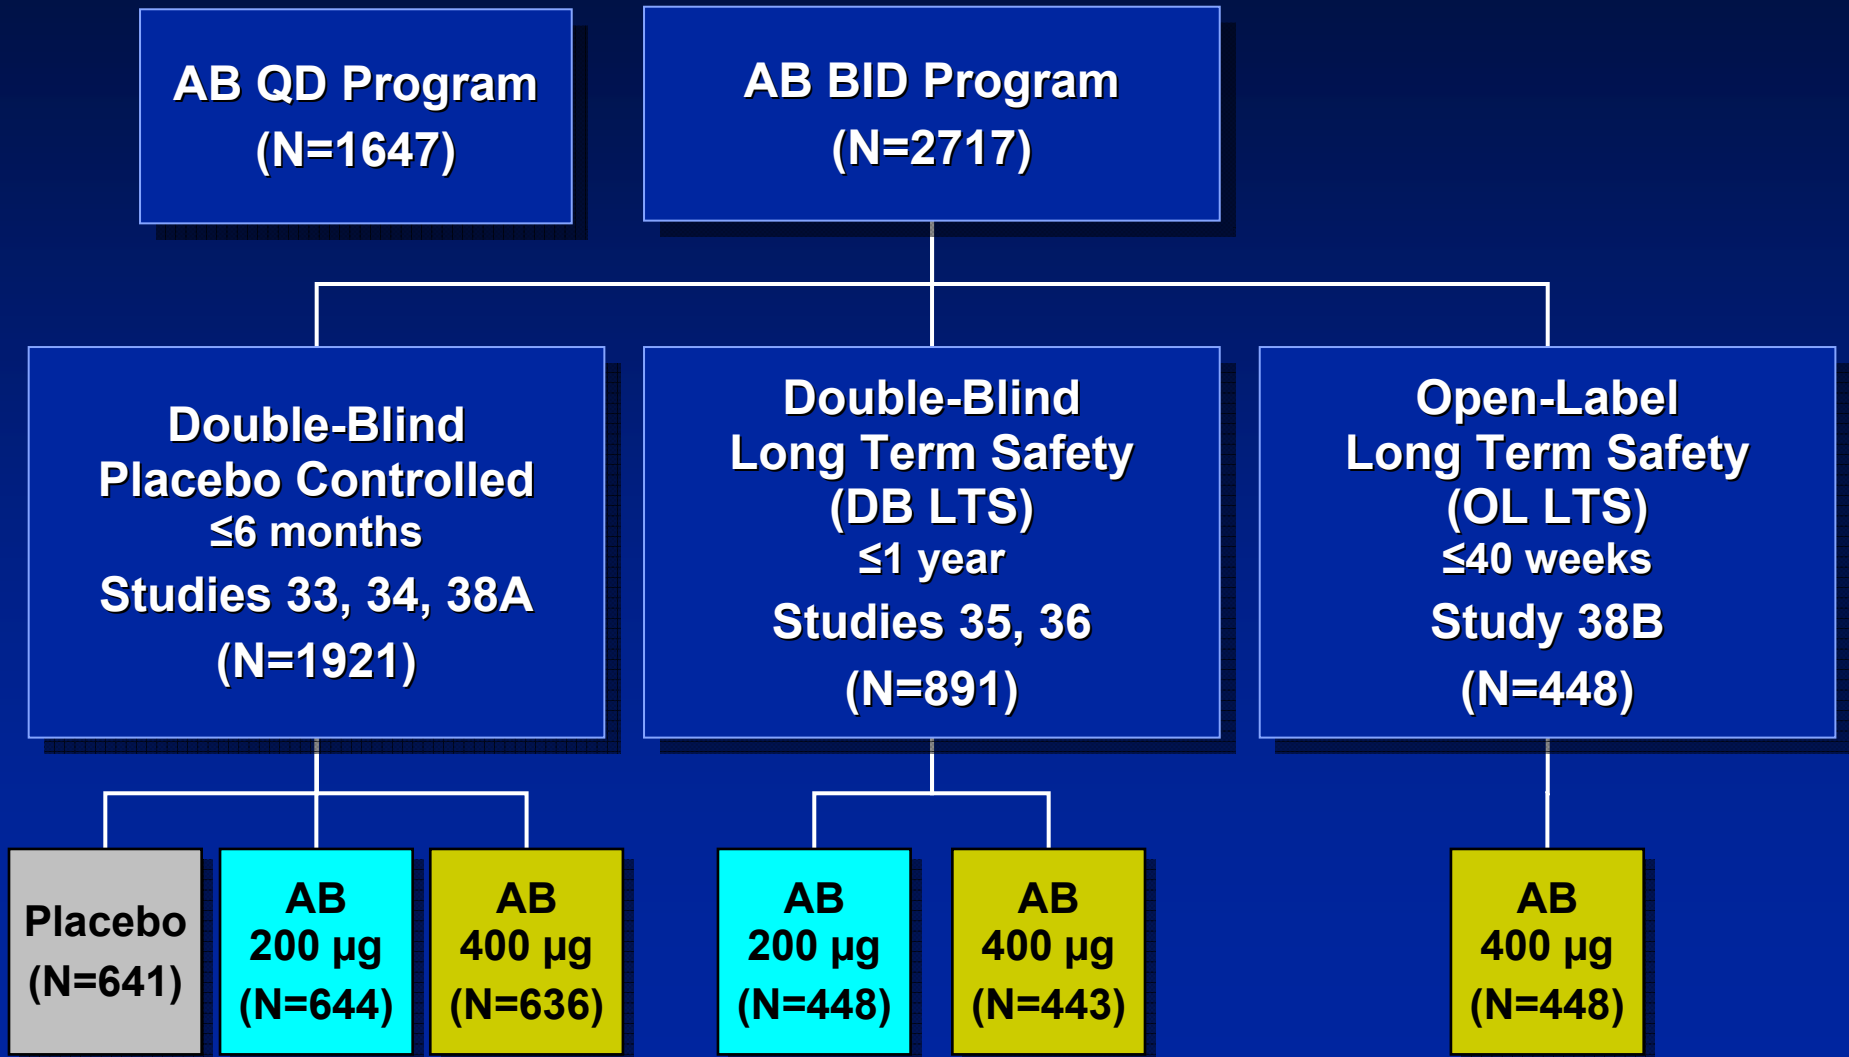 AB QD Program
(N=1647)
AB BID Program
(N=2717)
Double-Blind
Placebo Controlled
≤6 months
Studies 33, 34, 38A
(N=1921)
Double-Blind
Long Term Safety
(DB LTS)
≤1 year
Studies 35, 36
(N=891)
Open-Label
Long Term Safety
(OL LTS)
≤40 weeks
Study 38B
(N=448)
Placebo
(N=641)
AB
200 µg
(N=644)
AB
400 µg
(N=636)
AB
200 µg
(N=448)
AB
400 µg
(N=443)
AB
400 µg
(N=448)